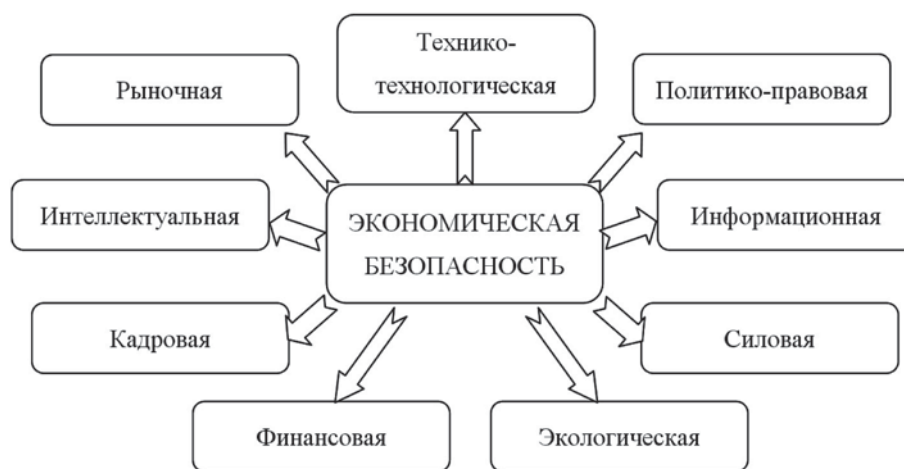 Технико-
технологическая
Рыночная
Политико-правовая
Интеллектуальная
ЭКОНОМИЧЕСКАЯ
БЕЗОПАСНОСТЬ
Информационная
Кадровая
Силовая
Финансовая
Экологическая